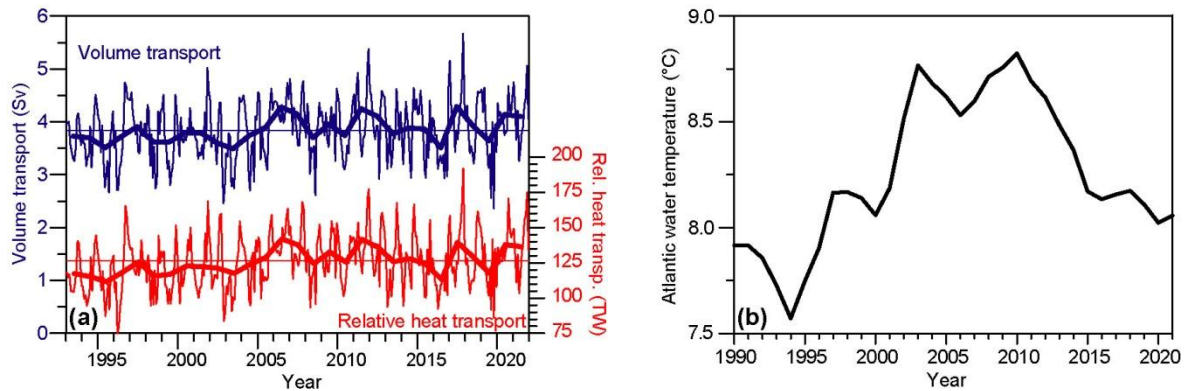 6
5
4
3
2
1
0
Volume transport (Sv)
Volume transport
200
175
150
125
100
75
Rel. heat transp. (TW)
Relative heat transport
(a)
1995 2000 2005 2010 2015 2020
Year
9.0
8.5
8.0
7.5
Atlantic water temperature (°C)
(b)
1990 1995 2000 2005 2010 2015 2020
Year